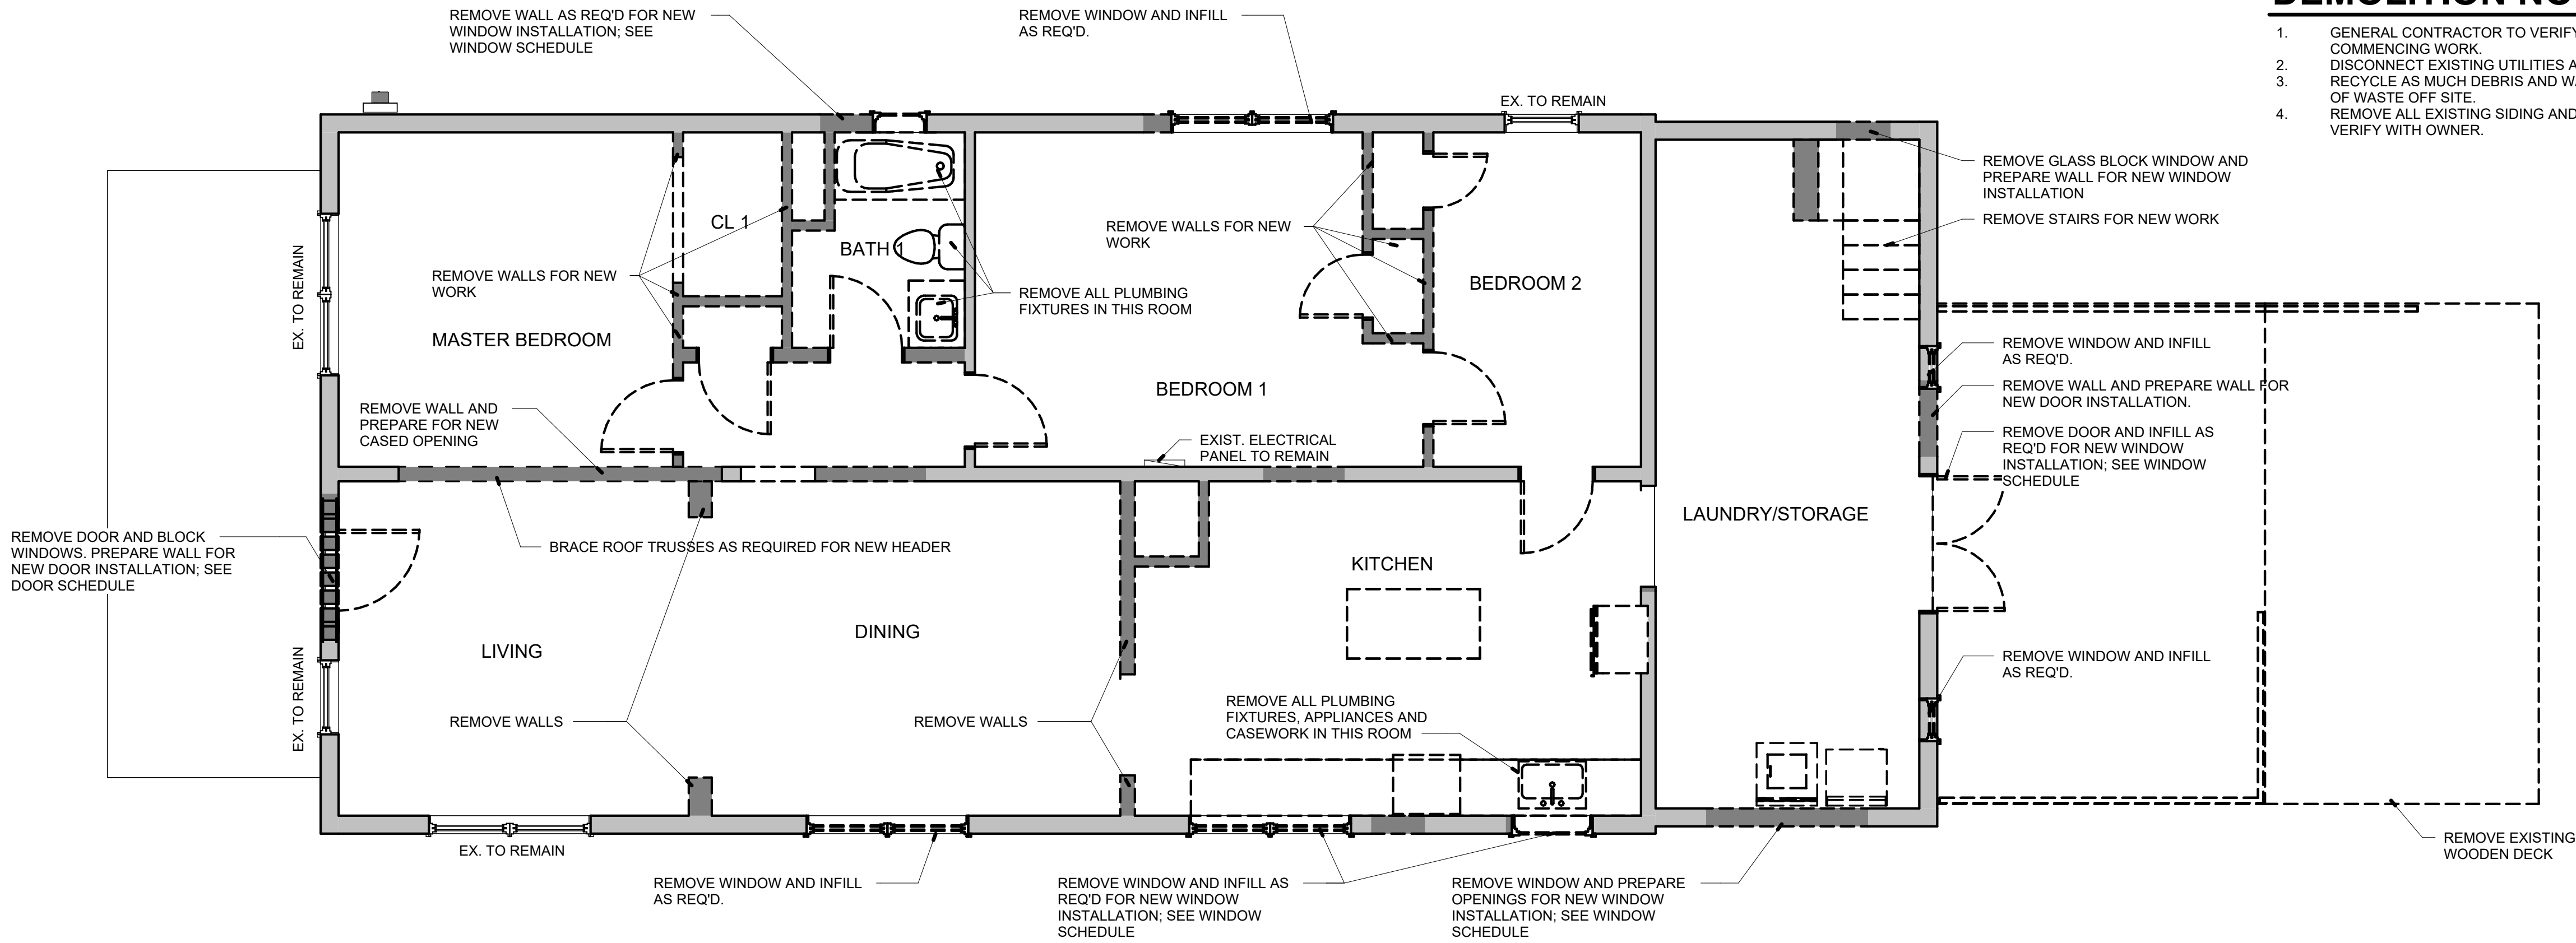 DEMOLITION NO
1. GENERAL CONTRACTOR TO VERIFY
COMMENCING WORK.
2. DISCONNECT EXISTING UTILITIES A
3. RECYCLE AS MUCH DEBRIS AND WA
OF WASTE OFF SITE.
4. REMOVE ALL EXISTING SIDING AND
VERIFY WITH OWNER.
REMOVE WALL AS REQ'D FOR NEW
WINDOW INSTALLATION; SEE
WINDOW SCHEDULE
REMOVE WINDOW AND INFILL
AS REQ'D.
EX. TO REMAIN
REMOVE GLASS BLOCK WINDOW AND
PREPARE WALL FOR NEW WINDOW
INSTALLATION
REMOVE STAIRS FOR NEW WORK
CL 1
BATH 1
REMOVE WALLS FOR NEW
WORK
REMOVE WALLS FOR NEW
WORK
EX. TO REMAIN
REMOVE ALL PLUMBING
FIXTURES IN THIS ROOM
BEDROOM 2
MASTER BEDROOM
BEDROOM 1
REMOVE WINDOW AND INFILL
AS REQ'D.
REMOVE WALL AND PREPARE WALL FOR
NEW DOOR INSTALLATION.
REMOVE WALL AND
PREPARE FOR NEW
CASED OPENING
EXIST. ELECTRICAL
PANEL TO REMAIN
REMOVE DOOR AND INFILL AS
REQ'D FOR NEW WINDOW
INSTALLATION; SEE WINDOW
SCHEDULE
LAUNDRY/STORAGE
REMOVE DOOR AND BLOCK
WINDOWS. PREPARE WALL FOR
NEW DOOR INSTALLATION; SEE
DOOR SCHEDULE
BRACE ROOF TRUSSES AS REQUIRED FOR NEW HEADER
KITCHEN
DINING
LIVING
EX. TO REMAIN
REMOVE WINDOW AND INFILL
AS REQ'D.
REMOVE WALLS
REMOVE WALLS
REMOVE ALL PLUMBING
FIXTURES, APPLIANCES AND
CASEWORK IN THIS ROOM
EX. TO REMAIN
REMOVE EXISTING
WOODEN DECK
REMOVE WINDOW AND INFILL
AS REQ'D.
REMOVE WINDOW AND INFILL AS
REQ'D FOR NEW WINDOW
INSTALLATION; SEE WINDOW
SCHEDULE
REMOVE WINDOW AND PREPARE
OPENINGS FOR NEW WINDOW
INSTALLATION; SEE WINDOW
SCHEDULE